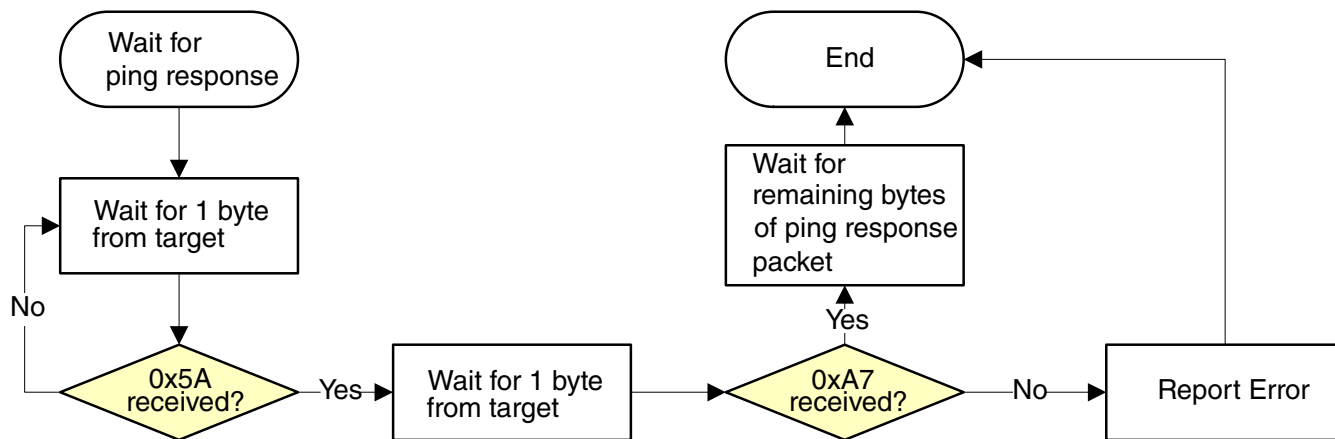 Wait for
ping response
Wait for 1 byte
from target
No
0x5A
received?
Yes
Wait for 1 byte
from target
0xA7
received?
Yes
Wait for
remaining bytes
of ping response
packet
End
No
Report Error